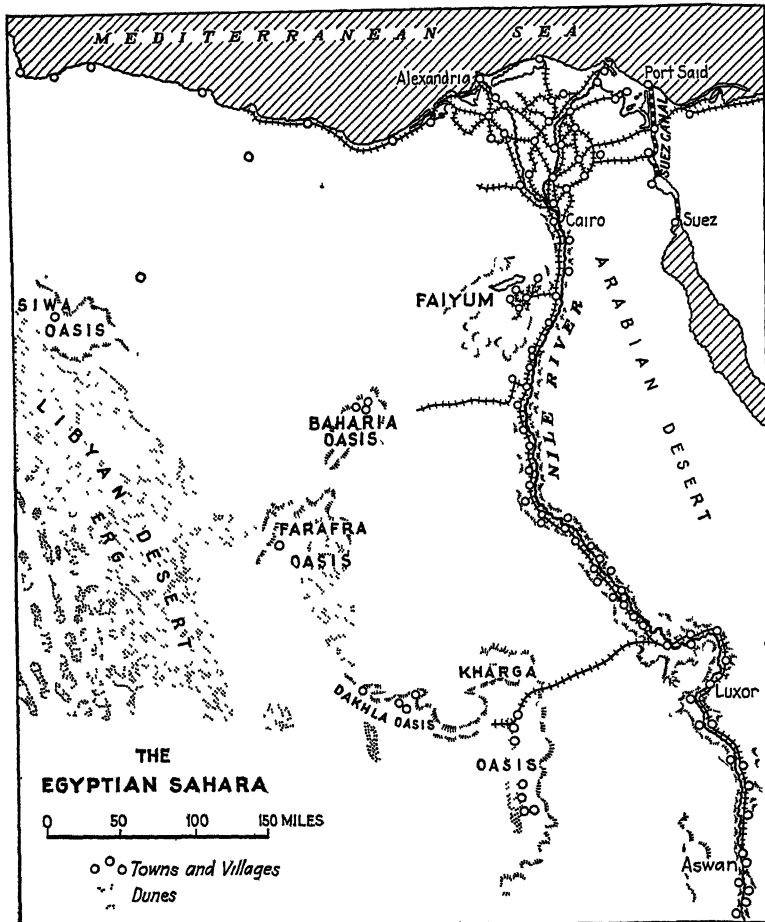 MEDITERRANEAN SEA
Alexandria
Port Said
SUEZ CANAL
Cairo
Suez
ARABIAN DESERT
SIWA
OASIS
FAIYUM
NILE RIVER
LIBYAN DESERT
ERG
BAHARIA
OASIS
FARAFRA
OASIS
KHARGA
OASIS
DAKHLA OASIS
Luxor
Aswan
THE
EGYPTIAN SAHARA
0 50 100 150 MILES
Towns and Villages
Dunes